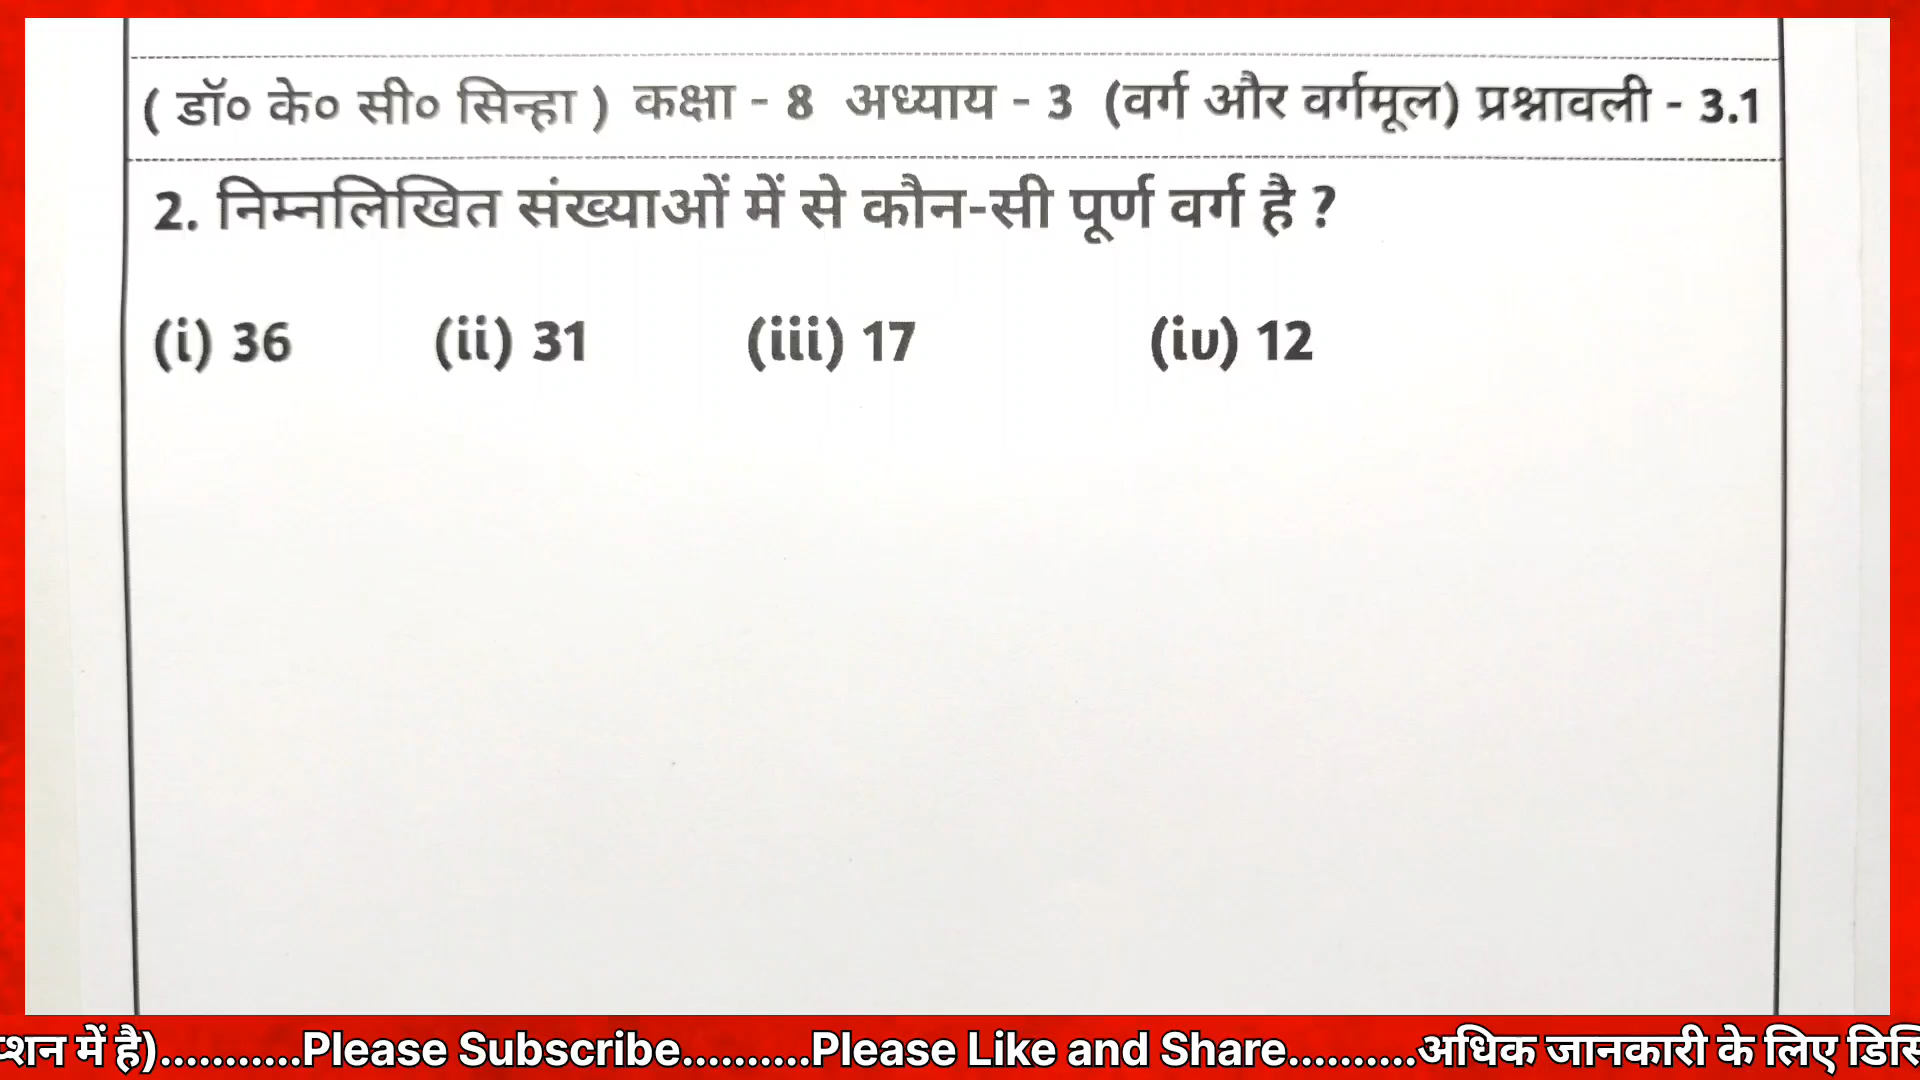 ( डॉ० के० सी० सिन्हा ) कक्षा - 8 अध्याय - 3 (वर्ग और वर्गमूल) प्रश्नावली - 3.1
2. निम्नलिखित संख्याओं में से कौन-सी पूर्ण वर्ग है ?
(i) 36 (ii) 31 (iii) 17 (iv) 12
में है)...........Please Subscribe..........Please Like and Share..........अधिक जानकारी के लिए